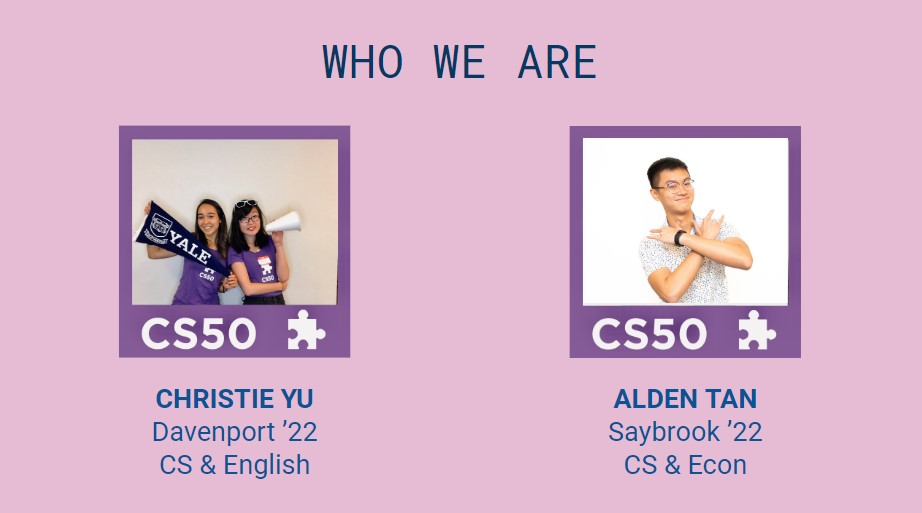 WHO WE ARE
YALE
CS50
CS50
CS50
CHRISTIE YU
Davenport ’22
CS & English
ALDEN TAN
Saybrook ’22
CS & Econ